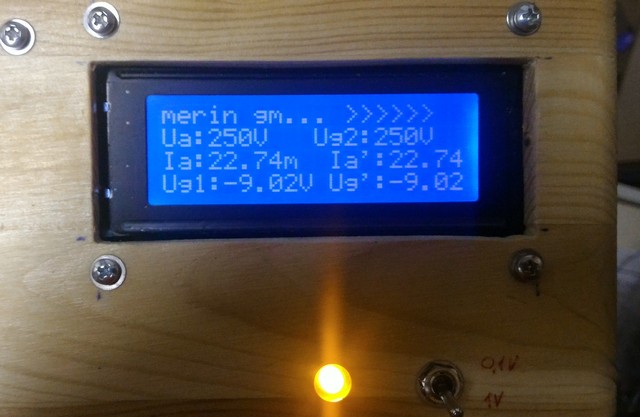 merin gm... >>>>>>
Ua:250V Ug2:250V
Ia:22.74m Ia':22.74
Ug1:-9.02V Ug':-9.02
0,1V
1V